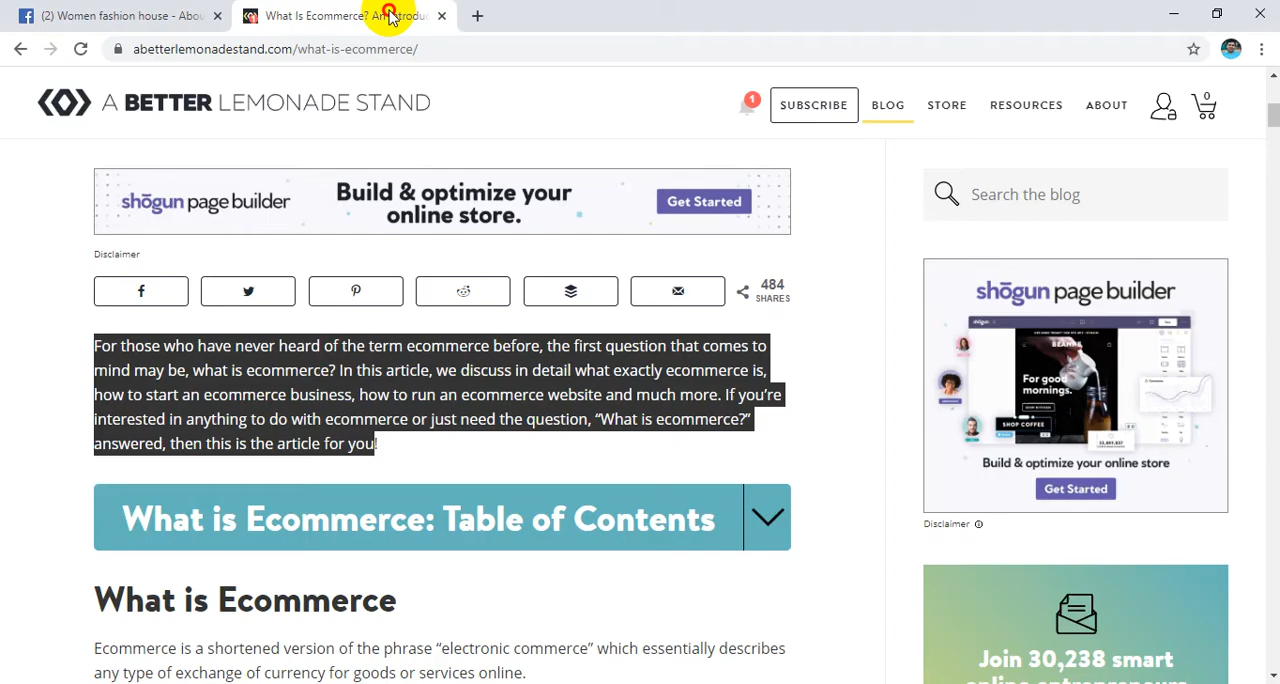 (2) Women fashion house - Abou
What Is Ecommerce? An Introduc
abetterlemonadestand.com/what-is-ecommerce/
A BETTER LEMONADE STAND
1
SUBSCRIBE
BLOG
STORE
RESOURCES
ABOUT
0
shōgun page builder
Build & optimize your
online store.
Get Started
Disclaimer
484
SHARES
For those who have never heard of the term ecommerce before, the first question that comes to
mind may be, what is ecommerce? In this article, we discuss in detail what exactly ecommerce is,
how to start an ecommerce business, how to run an ecommerce website and much more. If you’re
interested in anything to do with ecommerce or just need the question, “What is ecommerce?”
answered, then this is the article for you!
What is Ecommerce: Table of Contents
What is Ecommerce
Ecommerce is a shortened version of the phrase “electronic commerce” which essentially describes
any type of exchange of currency for goods or services online.
Search the blog
shōgun page builder
For good
mornings.
SHOP COFFEE
Build & optimize your online store
Get Started
Disclaimer
Join 30,238 smart
online entrepreneurs